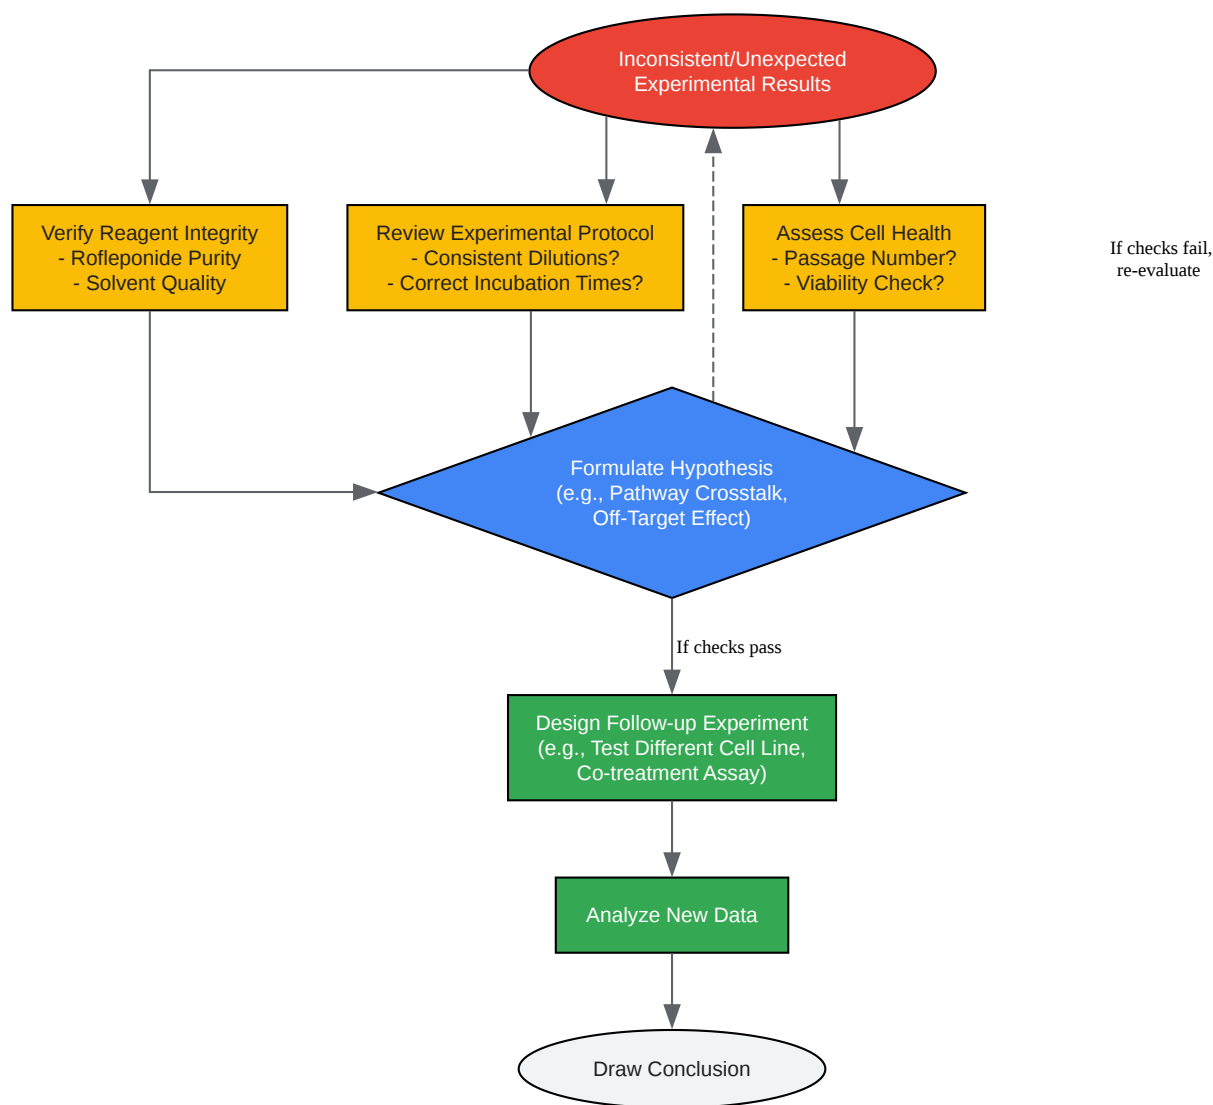 Inconsistent/Unexpected
Experimental Results
Verify Reagent Integrity
- Rofleponide Purity
- Solvent Quality
Review Experimental Protocol
- Consistent Dilutions?
- Correct Incubation Times?
Assess Cell Health
- Passage Number?
- Viability Check?
If checks fail,
re-evaluate
Formulate Hypothesis
(e.g., Pathway Crosstalk,
Off-Target Effect)
If checks pass
Design Follow-up Experiment
(e.g., Test Different Cell Line,
Co-treatment Assay)
Analyze New Data
Draw Conclusion